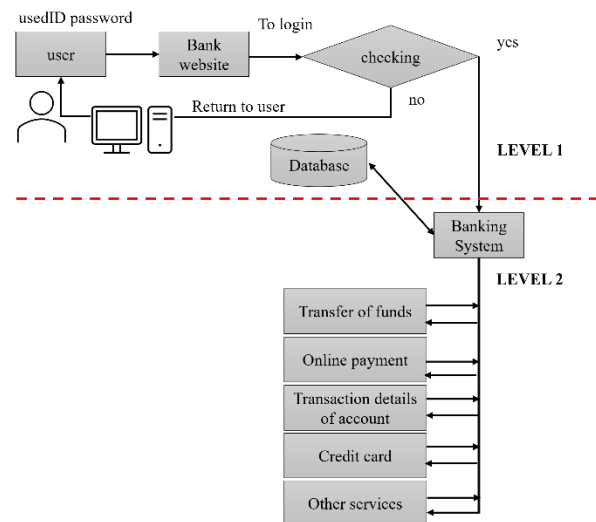 usedID password
user
Bank
website
To login
checking
yes
no
Return to user
Database
LEVEL 1
Banking
System
LEVEL 2
Transfer of funds
Online payment
Transaction details
of account
Credit card
Other services